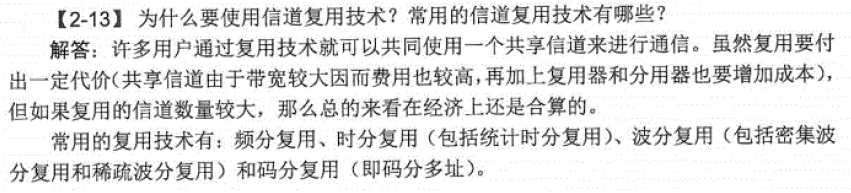 【2-13】 为什么要使用信道复用技术？常用的信道复用技术有哪些？
解答：许多用户通过复用技术就可以共同使用一个共享信道来进行通信。虽然复用要付
出一定代价(共享信道由于带宽较大因而费用也较高，再加上复用器和分用器也要增加成本)，
但如果复用的信道数量较大，那么总的来看在经济上还是合算的。
常用的复用技术有：频分复用、时分复用（包括统计时分复用）、波分复用（包括密集波
分复用和稀疏波分复用）和码分复用（即码分多址）。